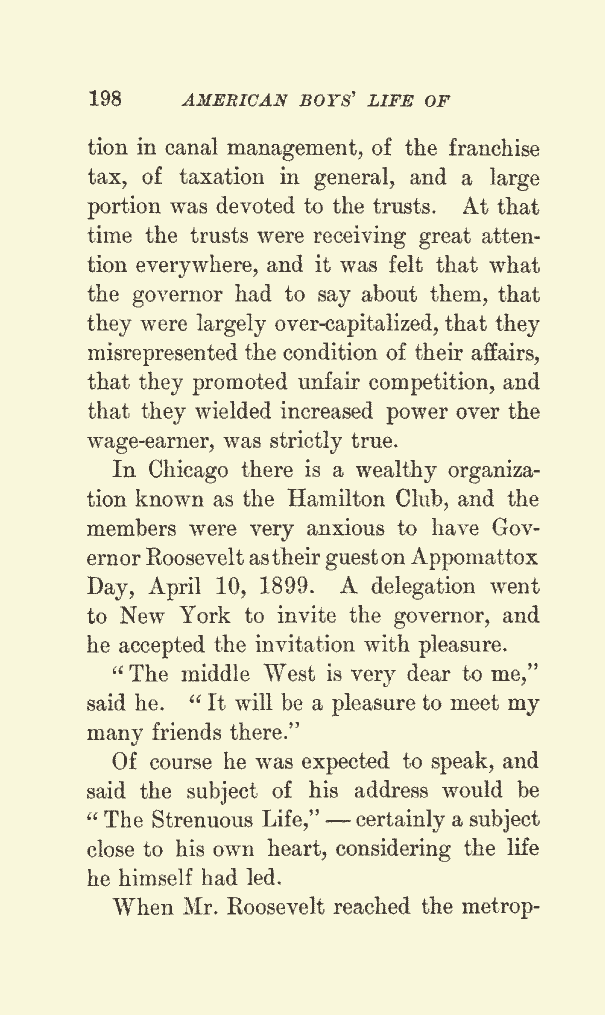 198 AMERICAN BOYS' LIFE OF
tion in canal management, of the franchise
tax, of taxation in general, and a large
portion was devoted to the trusts. At that
time the trusts were receiving great atten-
tion everywhere, and it was felt that what
the governor had to say about them, that
they were largely over-capitalized, that they
misrepresented the condition of their affairs,
that they promoted unfair competition, and
that they wielded increased power over the
wage-earner, was strictly true.
In Chicago there is a wealthy organiza-
tion known as the Hamilton Club, and the
members were very anxious to have Gov-
ernor Roosevelt as their guest on Appomattox
Day, April 10, 1899. A delegation went
to New York to invite the governor, and
he accepted the invitation with pleasure.
"The middle West is very dear to me,"
said he. "It will be a pleasure to meet my
many friends there."
Of course he was expected to speak, and
said the subject of his address would be
"The Strenuous Life," — certainly a subject
close to his own heart, considering the life
he himself had led.
When Mr. Roosevelt reached the metrop-